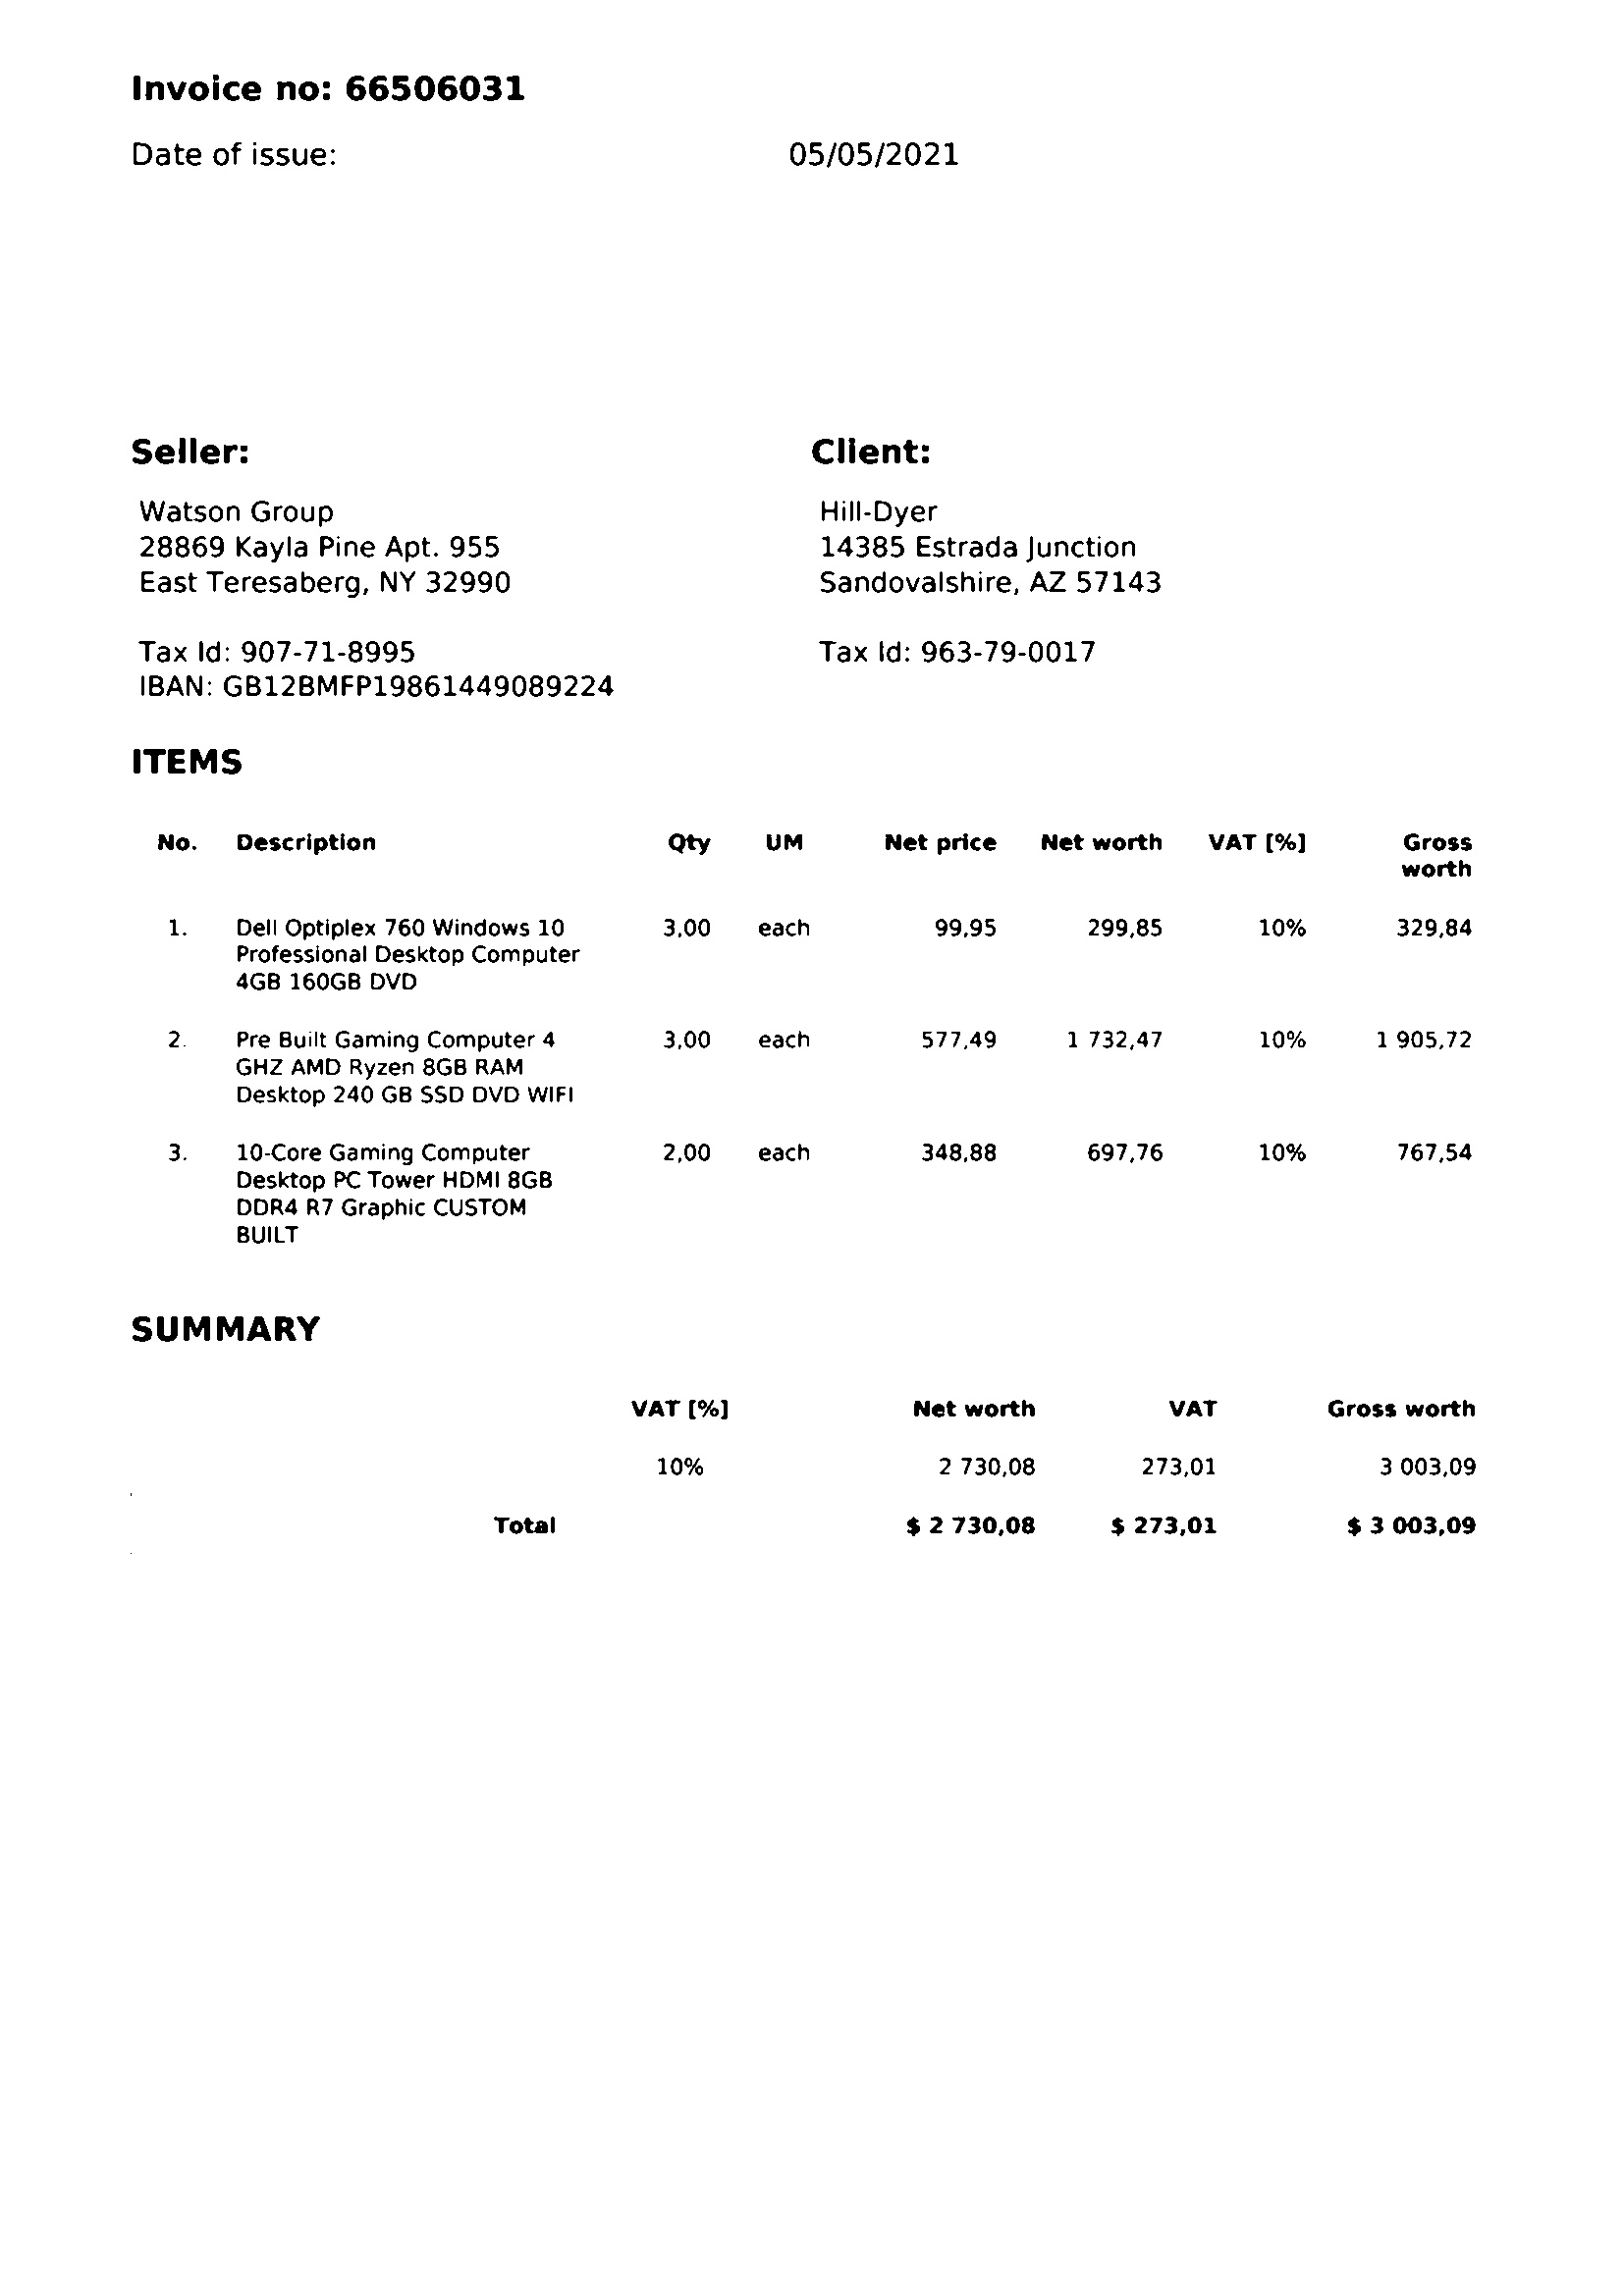 Invoice no: 66506031
Date of issue: 05/05/2021
Seller: Client:
Watson Group Hill-Dyer
28869 Kayla Pine Apt. 955 14385 Estrada Junction
East Teresaberg, NY 32990 Sandovalshire, AZ 57143
Tax Id: 907-71-8995 Tax Id: 963-79-0017
IBAN: GB12BMFP19861449089224
ITEMS
No. Description Qty UM Net price Net worth VAT [%] Gross
worth
1. Dell Optiplex 760 Windows 10 3,00 each 99,95 299,85 10% 329,84
Professional Desktop Computer
4GB 160GB DVD
2. Pre Built Gaming Computer 4 3,00 each 577,49 1 732,47 10% 1 905,72
GHZ AMD Ryzen 8GB RAM
Desktop 240 GB SSD DVD WIFI
3. 10-Core Gaming Computer 2,00 each 348,88 697,76 10% 767,54
Desktop PC Tower HDMI 8GB
DDR4 R7 Graphic CUSTOM
BUILT
SUMMARY
VAT [%] Net worth VAT Gross worth
10% 2 730,08 273,01 3 003,09
Total $ 2 730,08 $ 273,01 $ 3 003,09